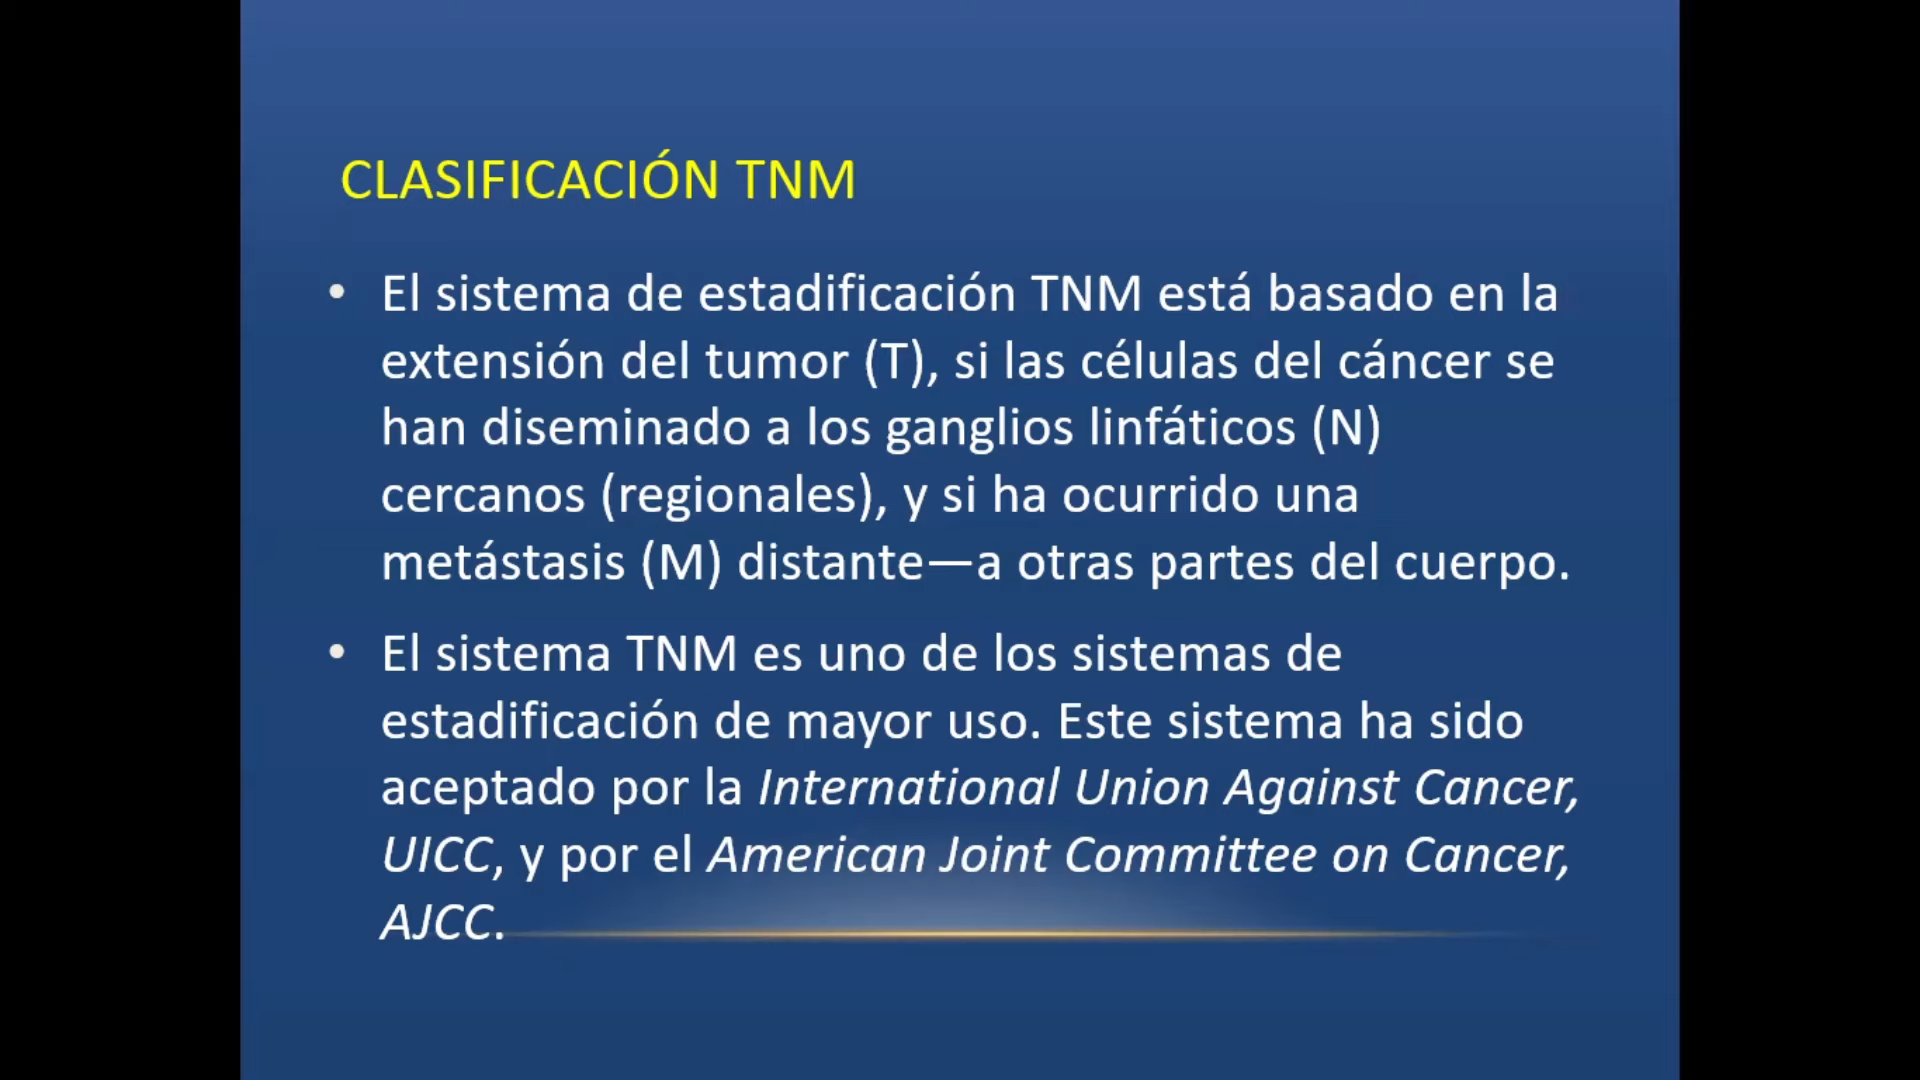 CLASIFICACIÓN TNM
• El sistema de estadificación TNM está basado en la
extensión del tumor (T), si las células del cáncer se
han diseminado a los ganglios linfáticos (N)
cercanos (regionales), y si ha ocurrido una
metástasis (M) distante—a otras partes del cuerpo.
• El sistema TNM es uno de los sistemas de
estadificación de mayor uso. Este sistema ha sido
aceptado por la International Union Against Cancer,
UICC, y por el American Joint Committee on Cancer,
AJCC.